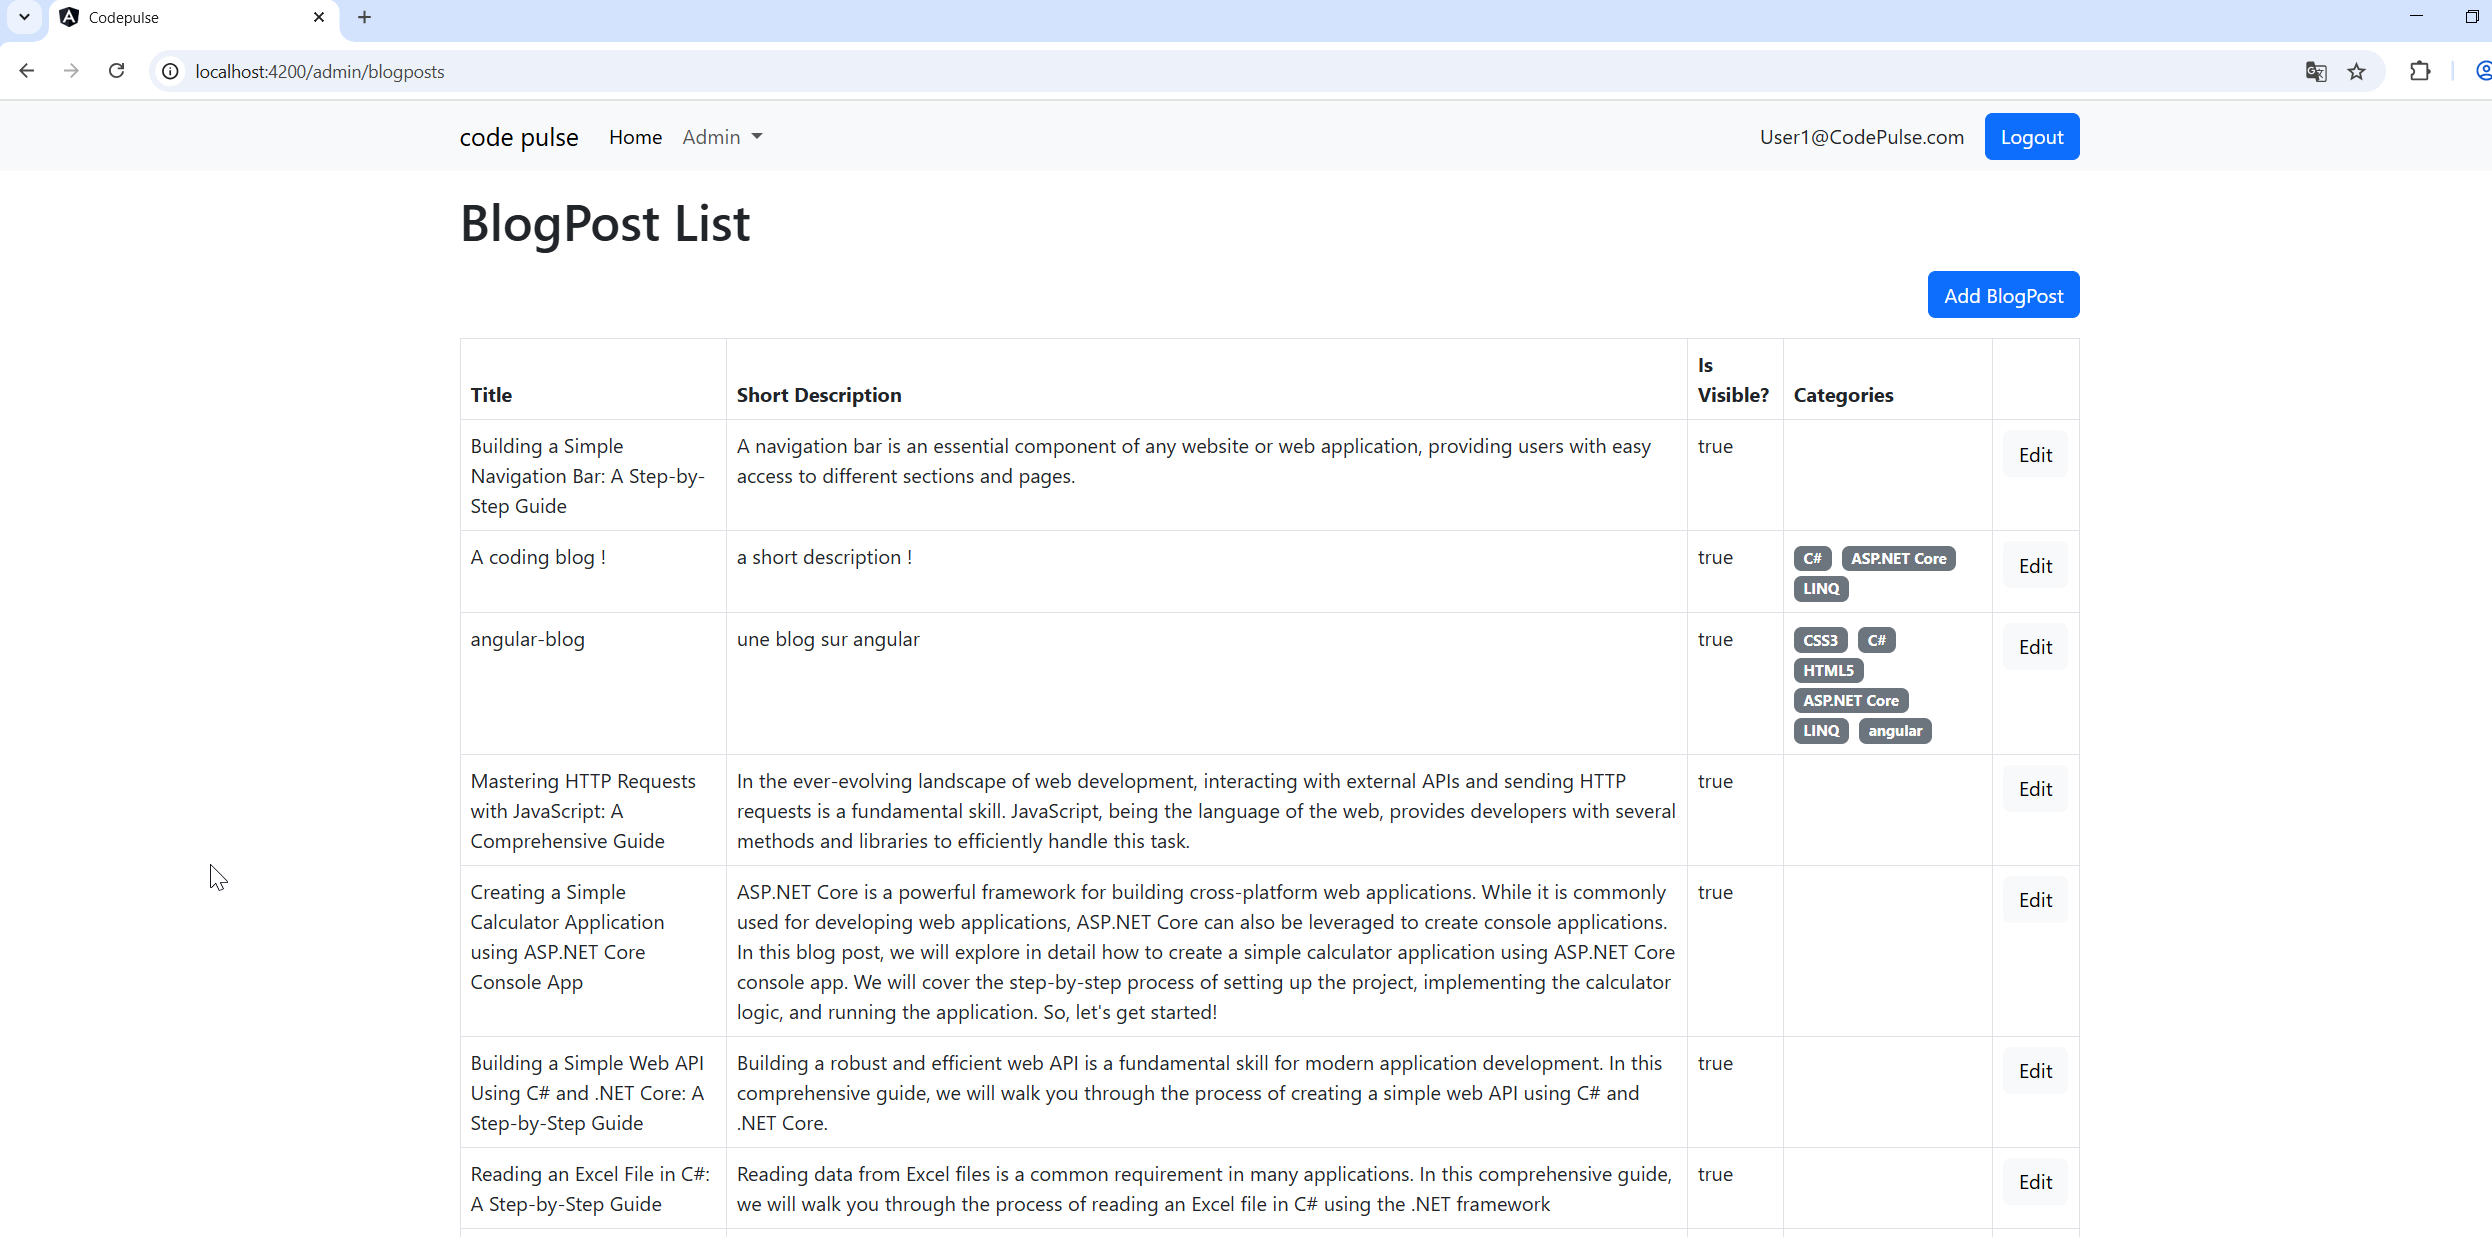 Codepulse
localhost:4200/admin/blogposts
code pulse Home Admin User1@CodePulse.com Logout
BlogPost List
Add BlogPost
Title Short Description Is Visible? Categories
Building a Simple Navigation Bar: A Step-by-Step Guide
A navigation bar is an essential component of any website or web application, providing users with easy
access to different sections and pages.
true
Edit
A coding blog !
a short description !
true
C# ASP.NET Core
LINQ
Edit
angular-blog
une blog sur angular
true
CSS3 C#
HTML5
ASP.NET Core
LINQ angular
Edit
Mastering HTTP Requests
with JavaScript: A
Comprehensive Guide
In the ever-evolving landscape of web development, interacting with external APIs and sending HTTP
requests is a fundamental skill. JavaScript, being the language of the web, provides developers with several
methods and libraries to efficiently handle this task.
true
Edit
Creating a Simple
Calculator Application
using ASP.NET Core
Console App
ASP.NET Core is a powerful framework for building cross-platform web applications. While it is commonly
used for developing web applications, ASP.NET Core can also be leveraged to create console applications.
In this blog post, we will explore in detail how to create a simple calculator application using ASP.NET Core
console app. We will cover the step-by-step process of setting up the project, implementing the calculator
logic, and running the application. So, let's get started!
true
Edit
Building a Simple Web API
Using C# and .NET Core: A
Step-by-Step Guide
Building a robust and efficient web API is a fundamental skill for modern application development. In this
comprehensive guide, we will walk you through the process of creating a simple web API using C# and
.NET Core.
true
Edit
Reading an Excel File in C#:
A Step-by-Step Guide
Reading data from Excel files is a common requirement in many applications. In this comprehensive guide,
we will walk you through the process of reading an Excel file in C# using the .NET framework
true
Edit